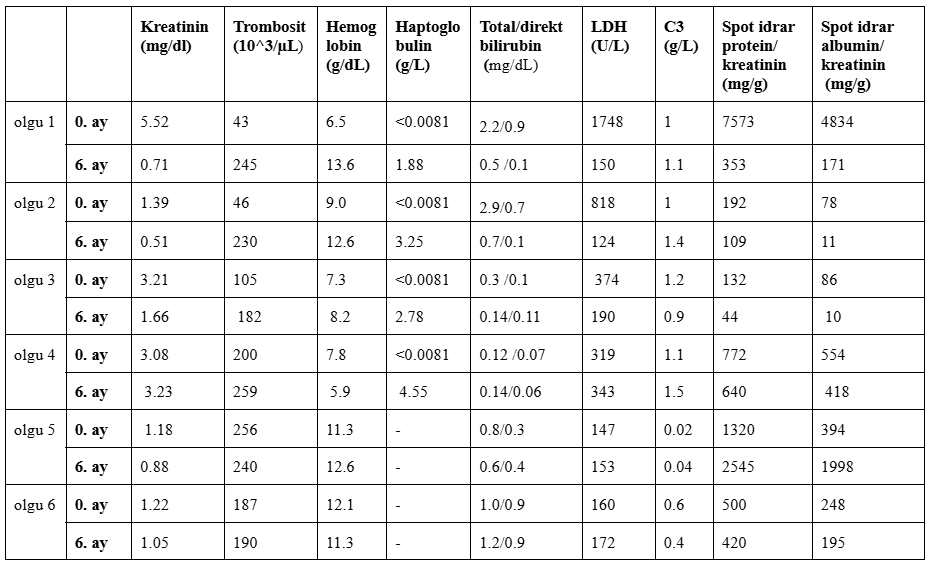 Kreatinin (mg/dl) Trombosit (10^3/µL) Hemog lobin (g/dL) Haptoglo bulin (g/L) Total/direkt bilirubin (mg/dL) LDH (U/L) C3 (g/L) Spot idrar protein/ kreatinin (mg/g) Spot idrar albumin/ kreatinin (mg/g)
olgu 1 0. ay 5.52 43 6.5 <0.0081 2.2/0.9 1748 1 7573 4834
6. ay 0.71 245 13.6 1.88 0.5 /0.1 150 1.1 353 171
olgu 2 0. ay 1.39 46 9.0 <0.0081 2.9/0.7 818 1 192 78
6. ay 0.51 230 12.6 3.25 0.7/0.1 124 1.4 109 11
olgu 3 0. ay 3.21 105 7.3 <0.0081 0.3 /0.1 374 1.2 132 86
6. ay 1.66 182 8.2 2.78 0.14/0.11 190 0.9 44 10
olgu 4 0. ay 3.08 200 7.8 <0.0081 0.12 /0.07 319 1.1 772 554
6. ay 3.23 259 5.9 4.55 0.14/0.06 343 1.5 640 418
olgu 5 0. ay 1.18 256 11.3 - 0.8/0.3 147 0.02 1320 394
6. ay 0.88 240 12.6 - 0.6/0.4 153 0.04 2545 1998
olgu 6 0. ay 1.22 187 12.1 - 1.0/0.9 160 0.6 500 248
6. ay 1.05 190 11.3 - 1.2/0.9 172 0.4 420 195